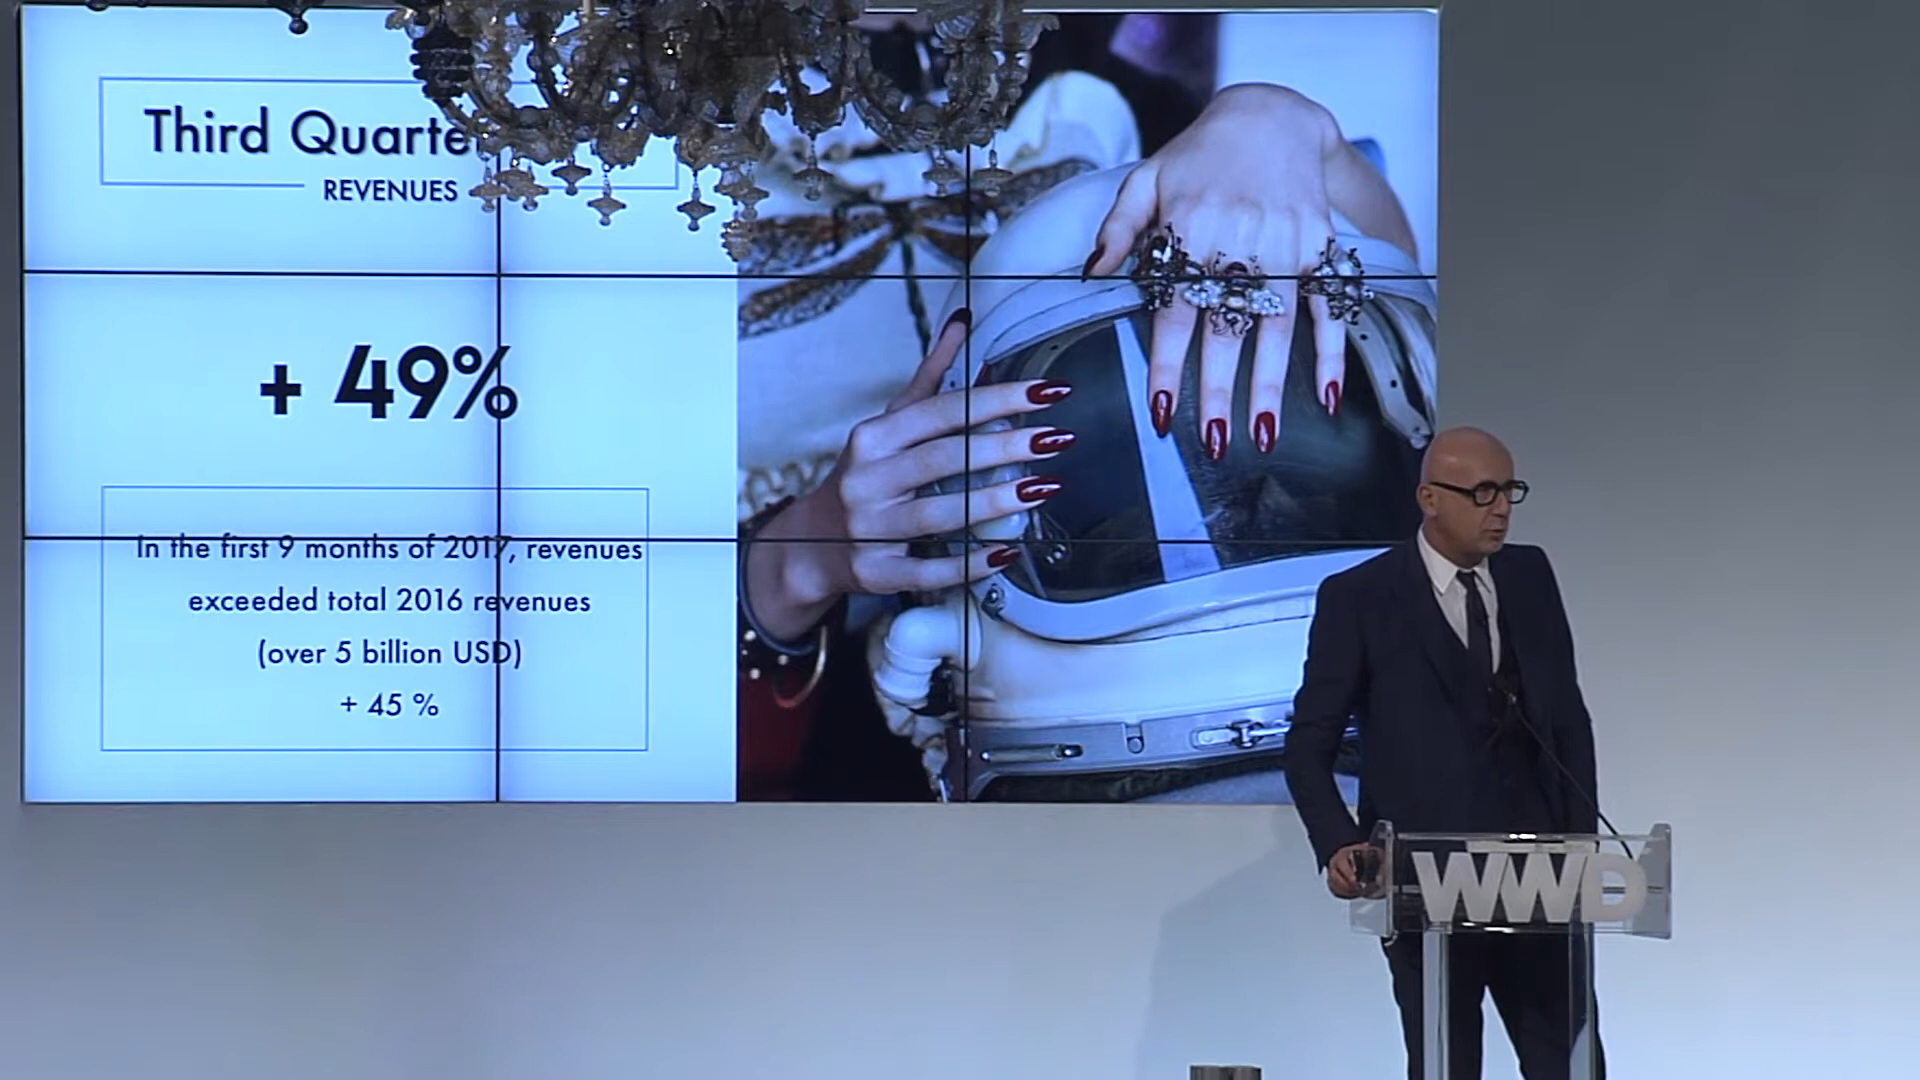 Third Quarte
REVENUES
+ 49%
In the first 9 months of 2017, revenues
exceeded total 2016 revenues
(over 5 billion USD)
+ 45 %
WWD